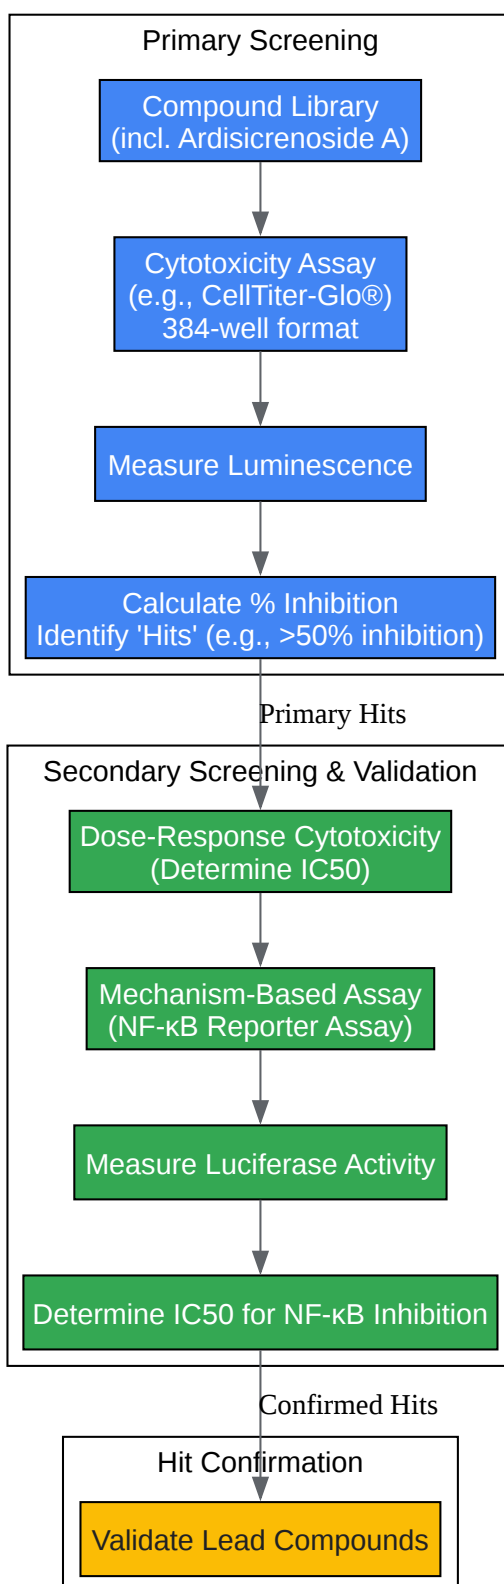 Primary Screening
Compound Library
(incl. Ardisicrenoside A)
Cytotoxicity Assay
(e.g., CellTiter-Glo®)
384-well format
Measure Luminescence
Calculate % Inhibition
Identify 'Hits' (e.g., >50% inhibition)
Primary Hits
Secondary Screening & Validation
Dose-Response Cytotoxicity
(Determine IC50)
Mechanism-Based Assay
(NF-κB Reporter Assay)
Measure Luciferase Activity
Determine IC50 for NF-κB Inhibition
Confirmed Hits
Hit Confirmation
Validate Lead Compounds